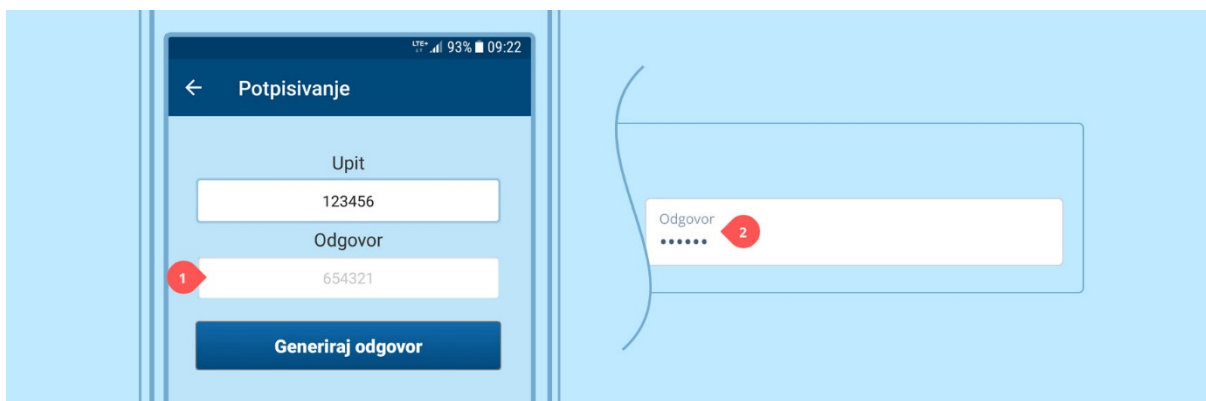 LTE+ 93% 09:22
Potpisivanje
Upit
123456
Odgovor
1
654321
Generiraj odgovor
Odgovor
2
••••••